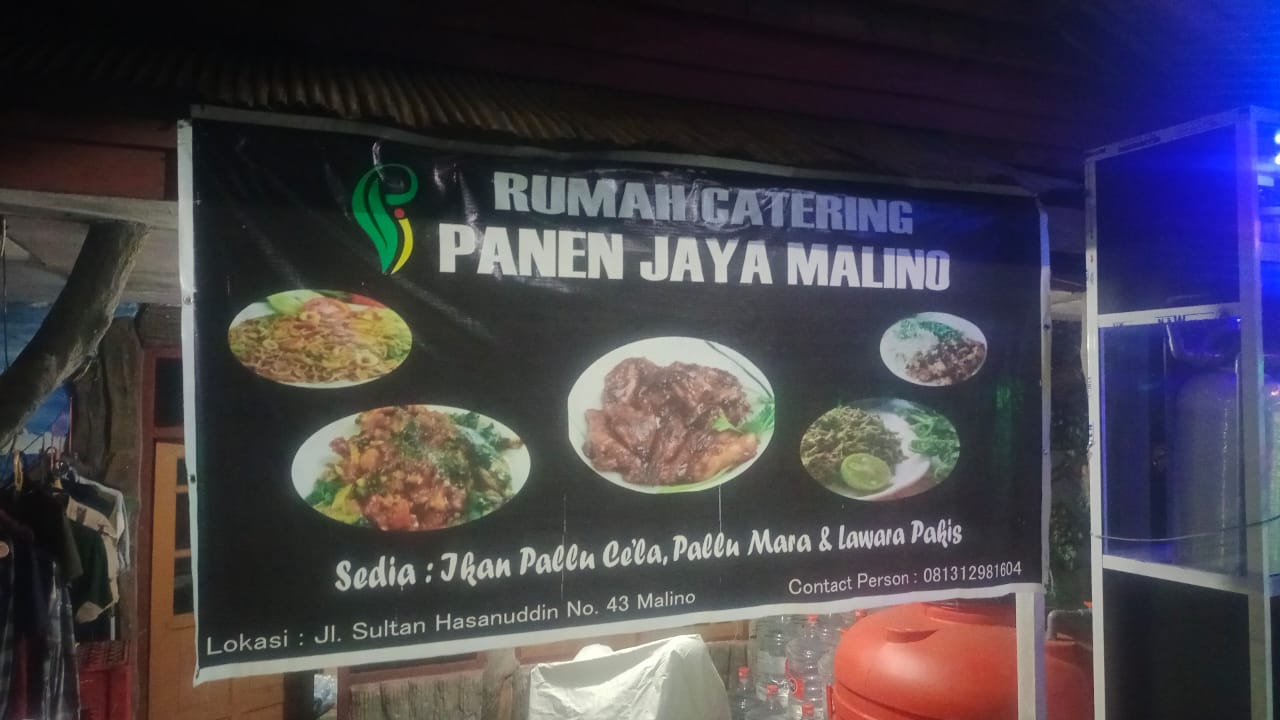 RUMAH CATERING
PANEN JAYA MALINO
Sedia : Ikan Pallu Ce'la, Pallu Mara & Lawara Pakis
Contact Person : 081312981604
Lokasi : Jl. Sultan Hasanuddin No. 43 Malino